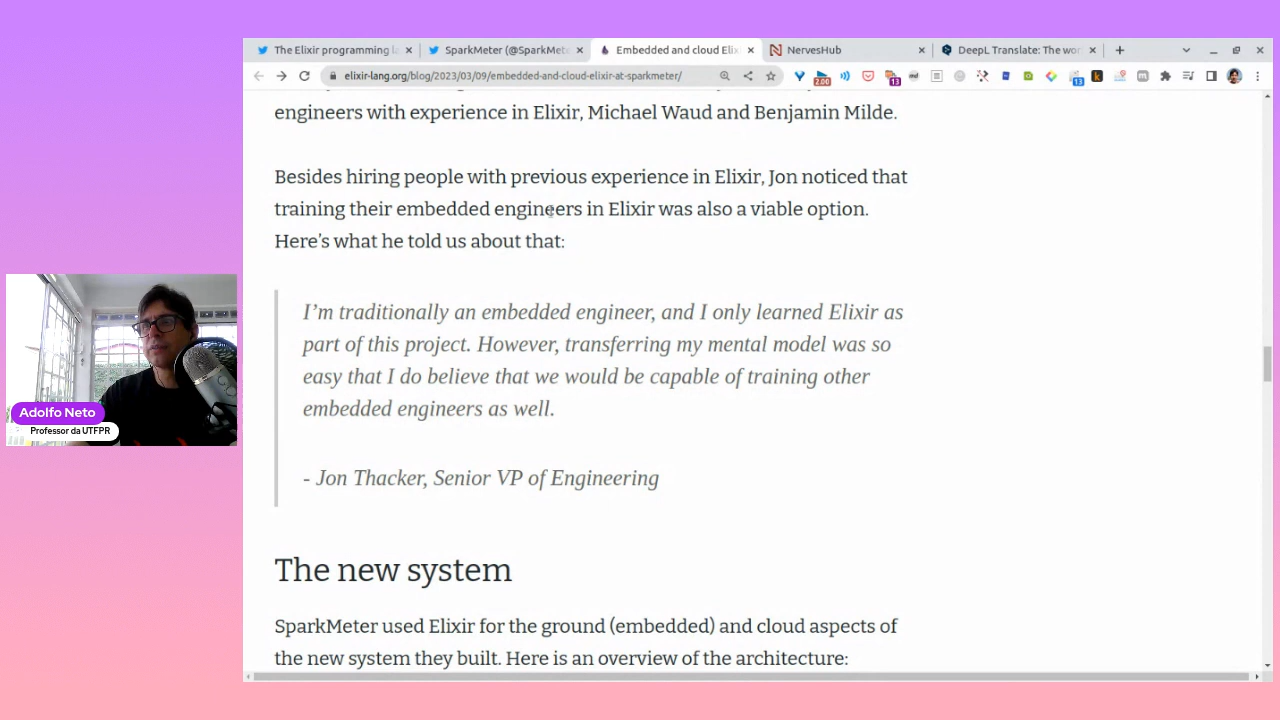 The Elixir programming l
SparkMeter (@SparkMete
Embedded and cloud Elix
NervesHub
DeepL Translate: The wor
elixir-lang.org/blog/2023/03/09/embedded-and-cloud-elixir-at-sparkmeter/
2.00
13
13
engineers with experience in Elixir, Michael Waud and Benjamin Milde.
Besides hiring people with previous experience in Elixir, Jon noticed that
training their embedded engineers in Elixir was also a viable option.
Here’s what he told us about that:
I’m traditionally an embedded engineer, and I only learned Elixir as
part of this project. However, transferring my mental model was so
easy that I do believe that we would be capable of training other
embedded engineers as well.
- Jon Thacker, Senior VP of Engineering
Adolfo Neto
Professor da UTFPR
The new system
SparkMeter used Elixir for the ground (embedded) and cloud aspects of
the new system they built. Here is an overview of the architecture: